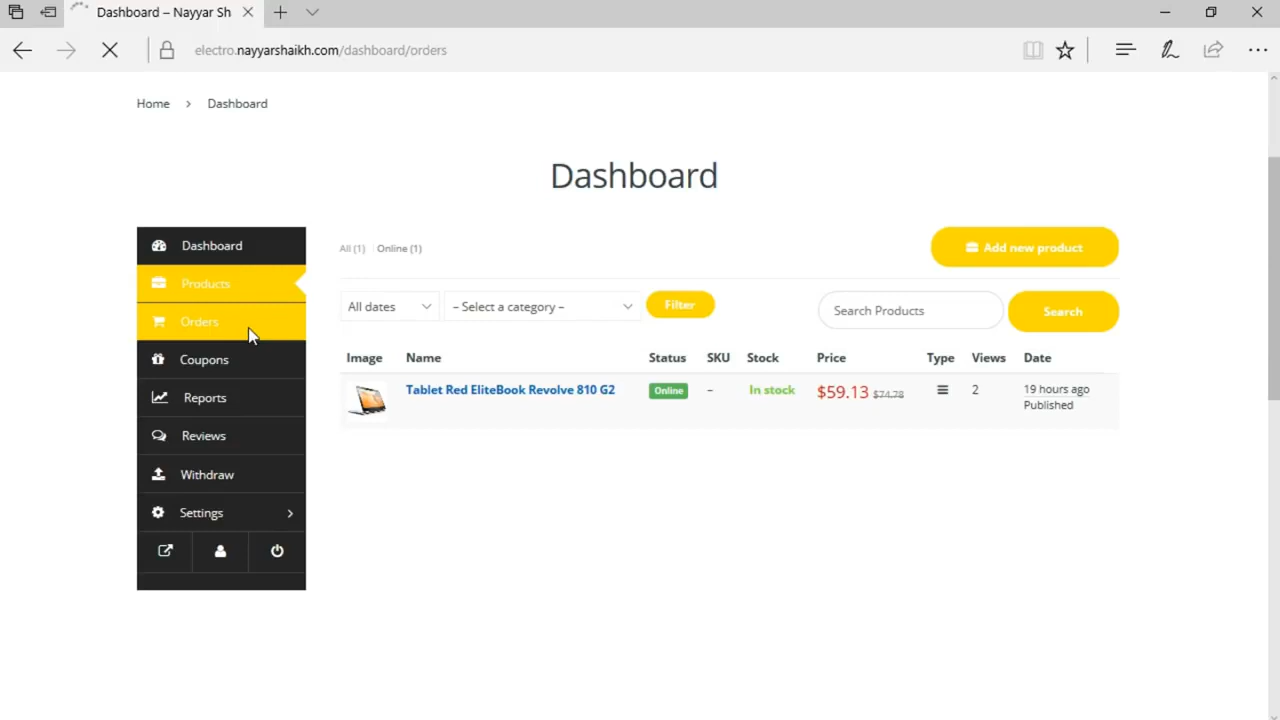 Dashboard – Nayyar Sh
electro.nayyarshaikh.com/dashboard/orders
Home > Dashboard
Dashboard
Dashboard
Products
Orders
Coupons
Reports
Reviews
Withdraw
Settings
All (1) Online (1)
Add new product
All dates – Select a category – Filter Search Products Search
Image Name Status SKU Stock Price Type Views Date
Tablet Red EliteBook Revolve 810 G2 Online – In stock $59.13 $74.78 2 19 hours ago
Published